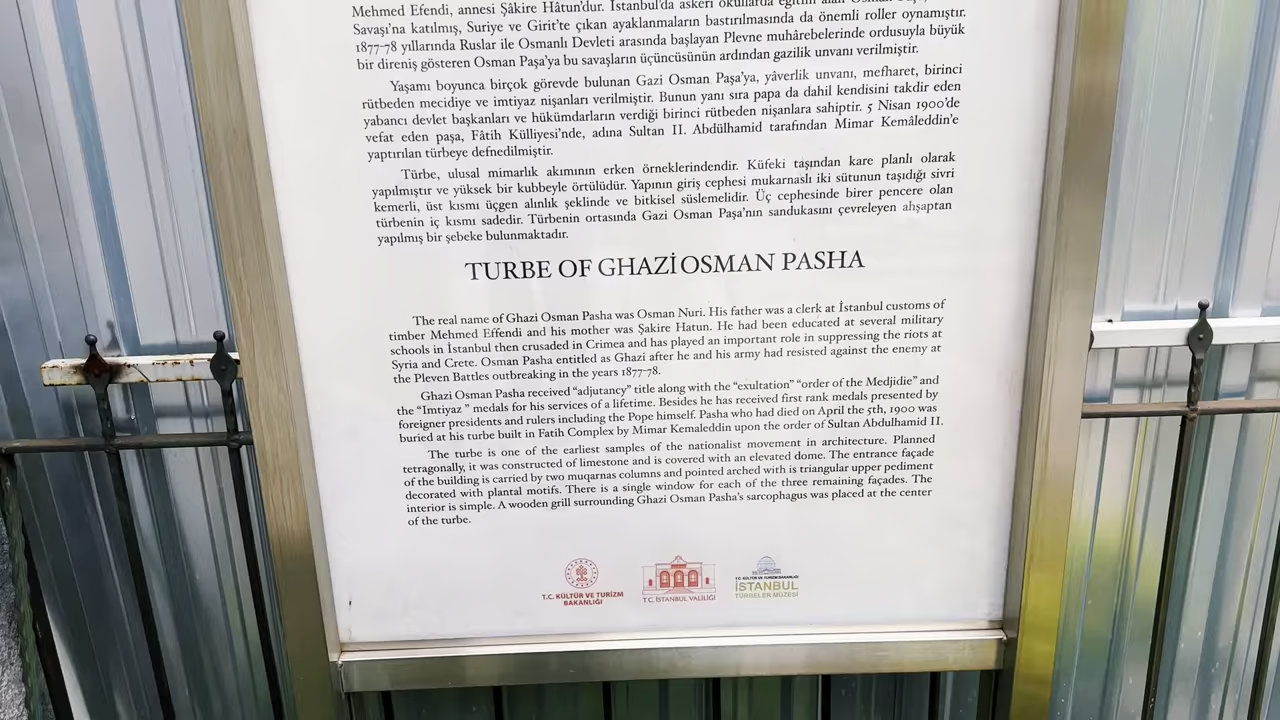 Mehmed Efendi, annesi Şâkire Hâtun'dur. İstanbul'da askerî okullarda eğitim alan Osman
Savaşı'na katılmış, Suriye ve Girit'te çıkan ayaklanmaların bastırılmasında da önemli roller oynamıştır.
1877-78 yıllarında Ruslar ile Osmanlı Devleti arasında başlayan Plevne muhârebelerinde ordusuyla büyük
bir direniş gösteren Osman Paşa'ya bu savaşların üçüncüsünün ardından gazilik unvanı verilmiştir.
Yaşamı boyunca birçok görevde bulunan Gazi Osman Paşa'ya, yâverlik unvanı, mefharet, birinci
rütbeden mecidiye ve imtiyaz nişanları verilmiştir. Bunun yanı sıra papa da dahil kendisini takdir eden
yabancı devlet başkanları ve hükümdarların verdiği birinci rütbeden nişanlara sahiptir. 5 Nisan 1900'de
vefat eden paşa, Fâtih Külliyesi'nde, adına Sultan II. Abdülhamid tarafından Mimar Kemâleddin'e
yaptırılan türbeye defnedilmiştir.
Türbe, ulusal mimarlık akımının erken örneklerindendir. Küfeki taşından kare planlı olarak
yapılmıştır ve yüksek bir kubbeyle örtülüdür. Yapının giriş cephesi mukarnaslı iki sütunun taşıdığı sivri
kemerli, üst kısmı üçgen alınlık şeklinde ve bitkisel süslemelidir. Üç cephesinde birer pencere olan
türbenin iç kısmı sadedir. Türbenin ortasında Gazi Osman Paşa'nın sandukasını çevreleyen ahşaptan
yapılmış bir şebeke bulunmaktadır.
TURBE OF GHAZİ OSMAN PASHA
The real name of Ghazi Osman Pasha was Osman Nuri. His father was a clerk at İstanbul customs of
timber Mehmed Effendi and his mother was Şakire Hatun. He had been educated at several military
schools in İstanbul then crusaded in Crimea and has played an important role in suppressing the riots at
Syria and Crete. Osman Pasha entitled as Ghazi after he and his army had resisted against the enemy at
the Pleven Battles outbreaking in the years 1877-78.
Ghazi Osman Pasha received "adjutancy" title along with the "exultation" "order of the Medjidie" and
the "Imtiyaz " medals for his services of a lifetime. Besides he has received first rank medals presented by
foreigner presidents and rulers including the Pope himself. Pasha who had died on April the 5th, 1900 was
buried at his turbe built in Fatih Complex by Mimar Kemaleddin upon the order of Sultan Abdulhamid II.
The turbe is one of the earliest samples of the nationalist movement in architecture. Planned
tetragonally, it was constructed of limestone and is covered with an elevated dome. The entrance façade
of the building is carried by two muqarnas columns and pointed arched with is triangular upper pediment
decorated with plantal motifs. There is a single window for each of the three remaining façades. The
interior is simple. A wooden grill surrounding Ghazi Osman Pasha's sarcophagus was placed at the center
of the turbe.
T.C. KÜLTÜR VE TURİZM
BAKANLIĞI
T.C. İSTANBUL VALİLİĞİ
T.C. KÜLTÜR VE TURİZM BAKANLIĞI
İSTANBUL
TÜRBELER MÜZESİ